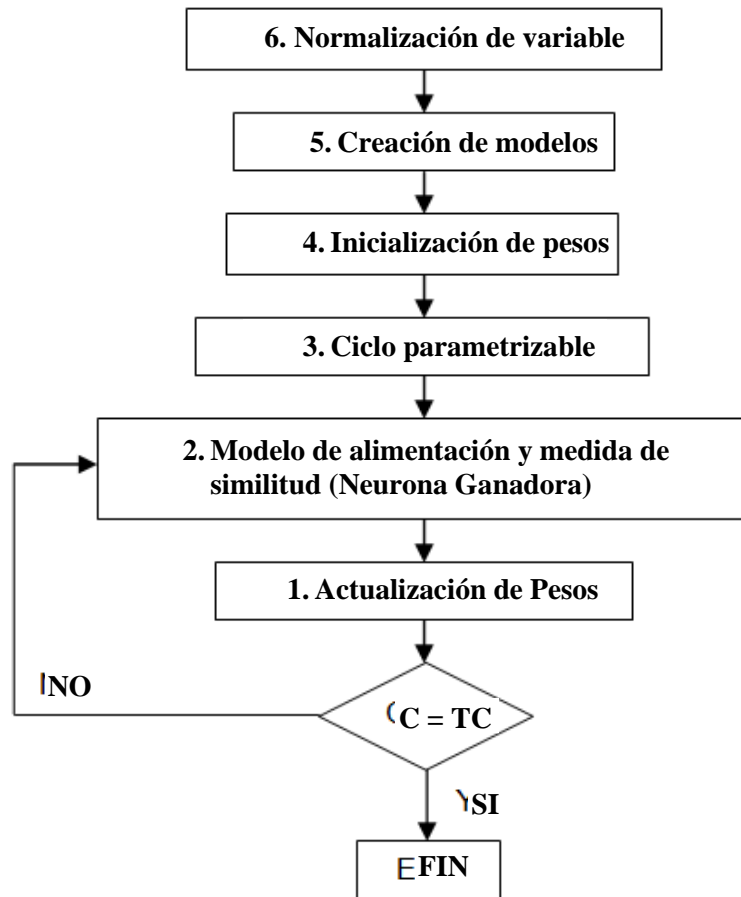 6. Normalización de variable
5. Creación de modelos
4. Inicialización de pesos
3. Ciclo parametrizable
2. Modelo de alimentación y medida de
similitud (Neurona Ganadora)
1. Actualización de Pesos
NO
C = TC
SI
FIN